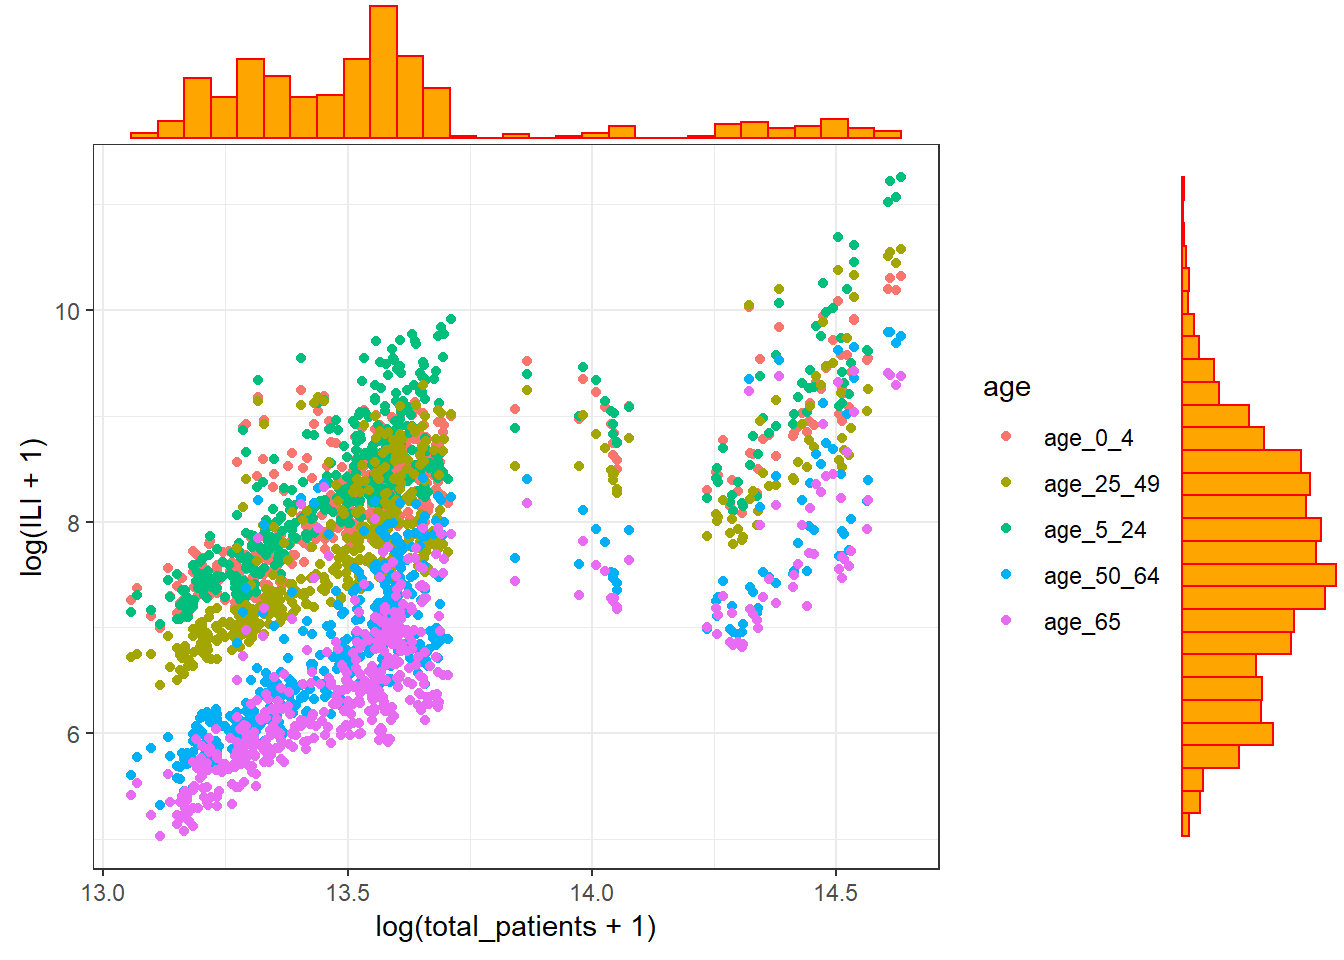 10
8
6
log(ILI + 1)
13.0 13.5 14.0 14.5
log(total_patients + 1)
age
age_0_4
age_25_49
age_5_24
age_50_64
age_65